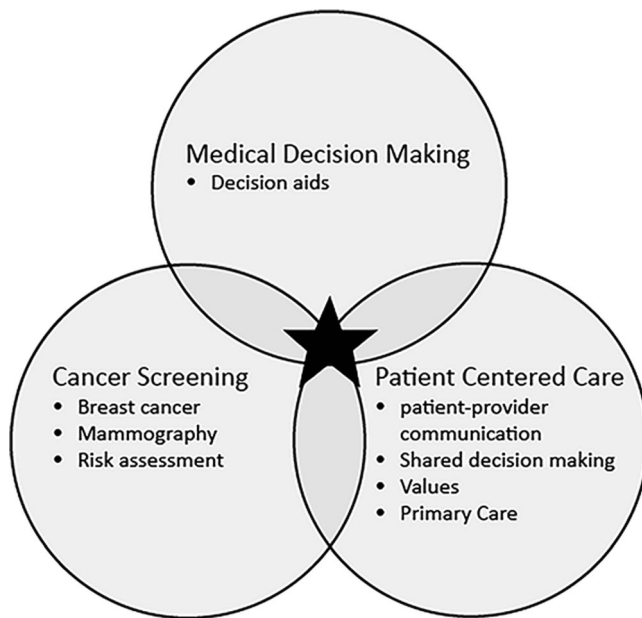 Medical Decision Making
• Decision aids
Cancer Screening
• Breast cancer
• Mammography
• Risk assessment
Patient Centered Care
• patient-provider
communication
• Shared decision making
• Values
• Primary Care